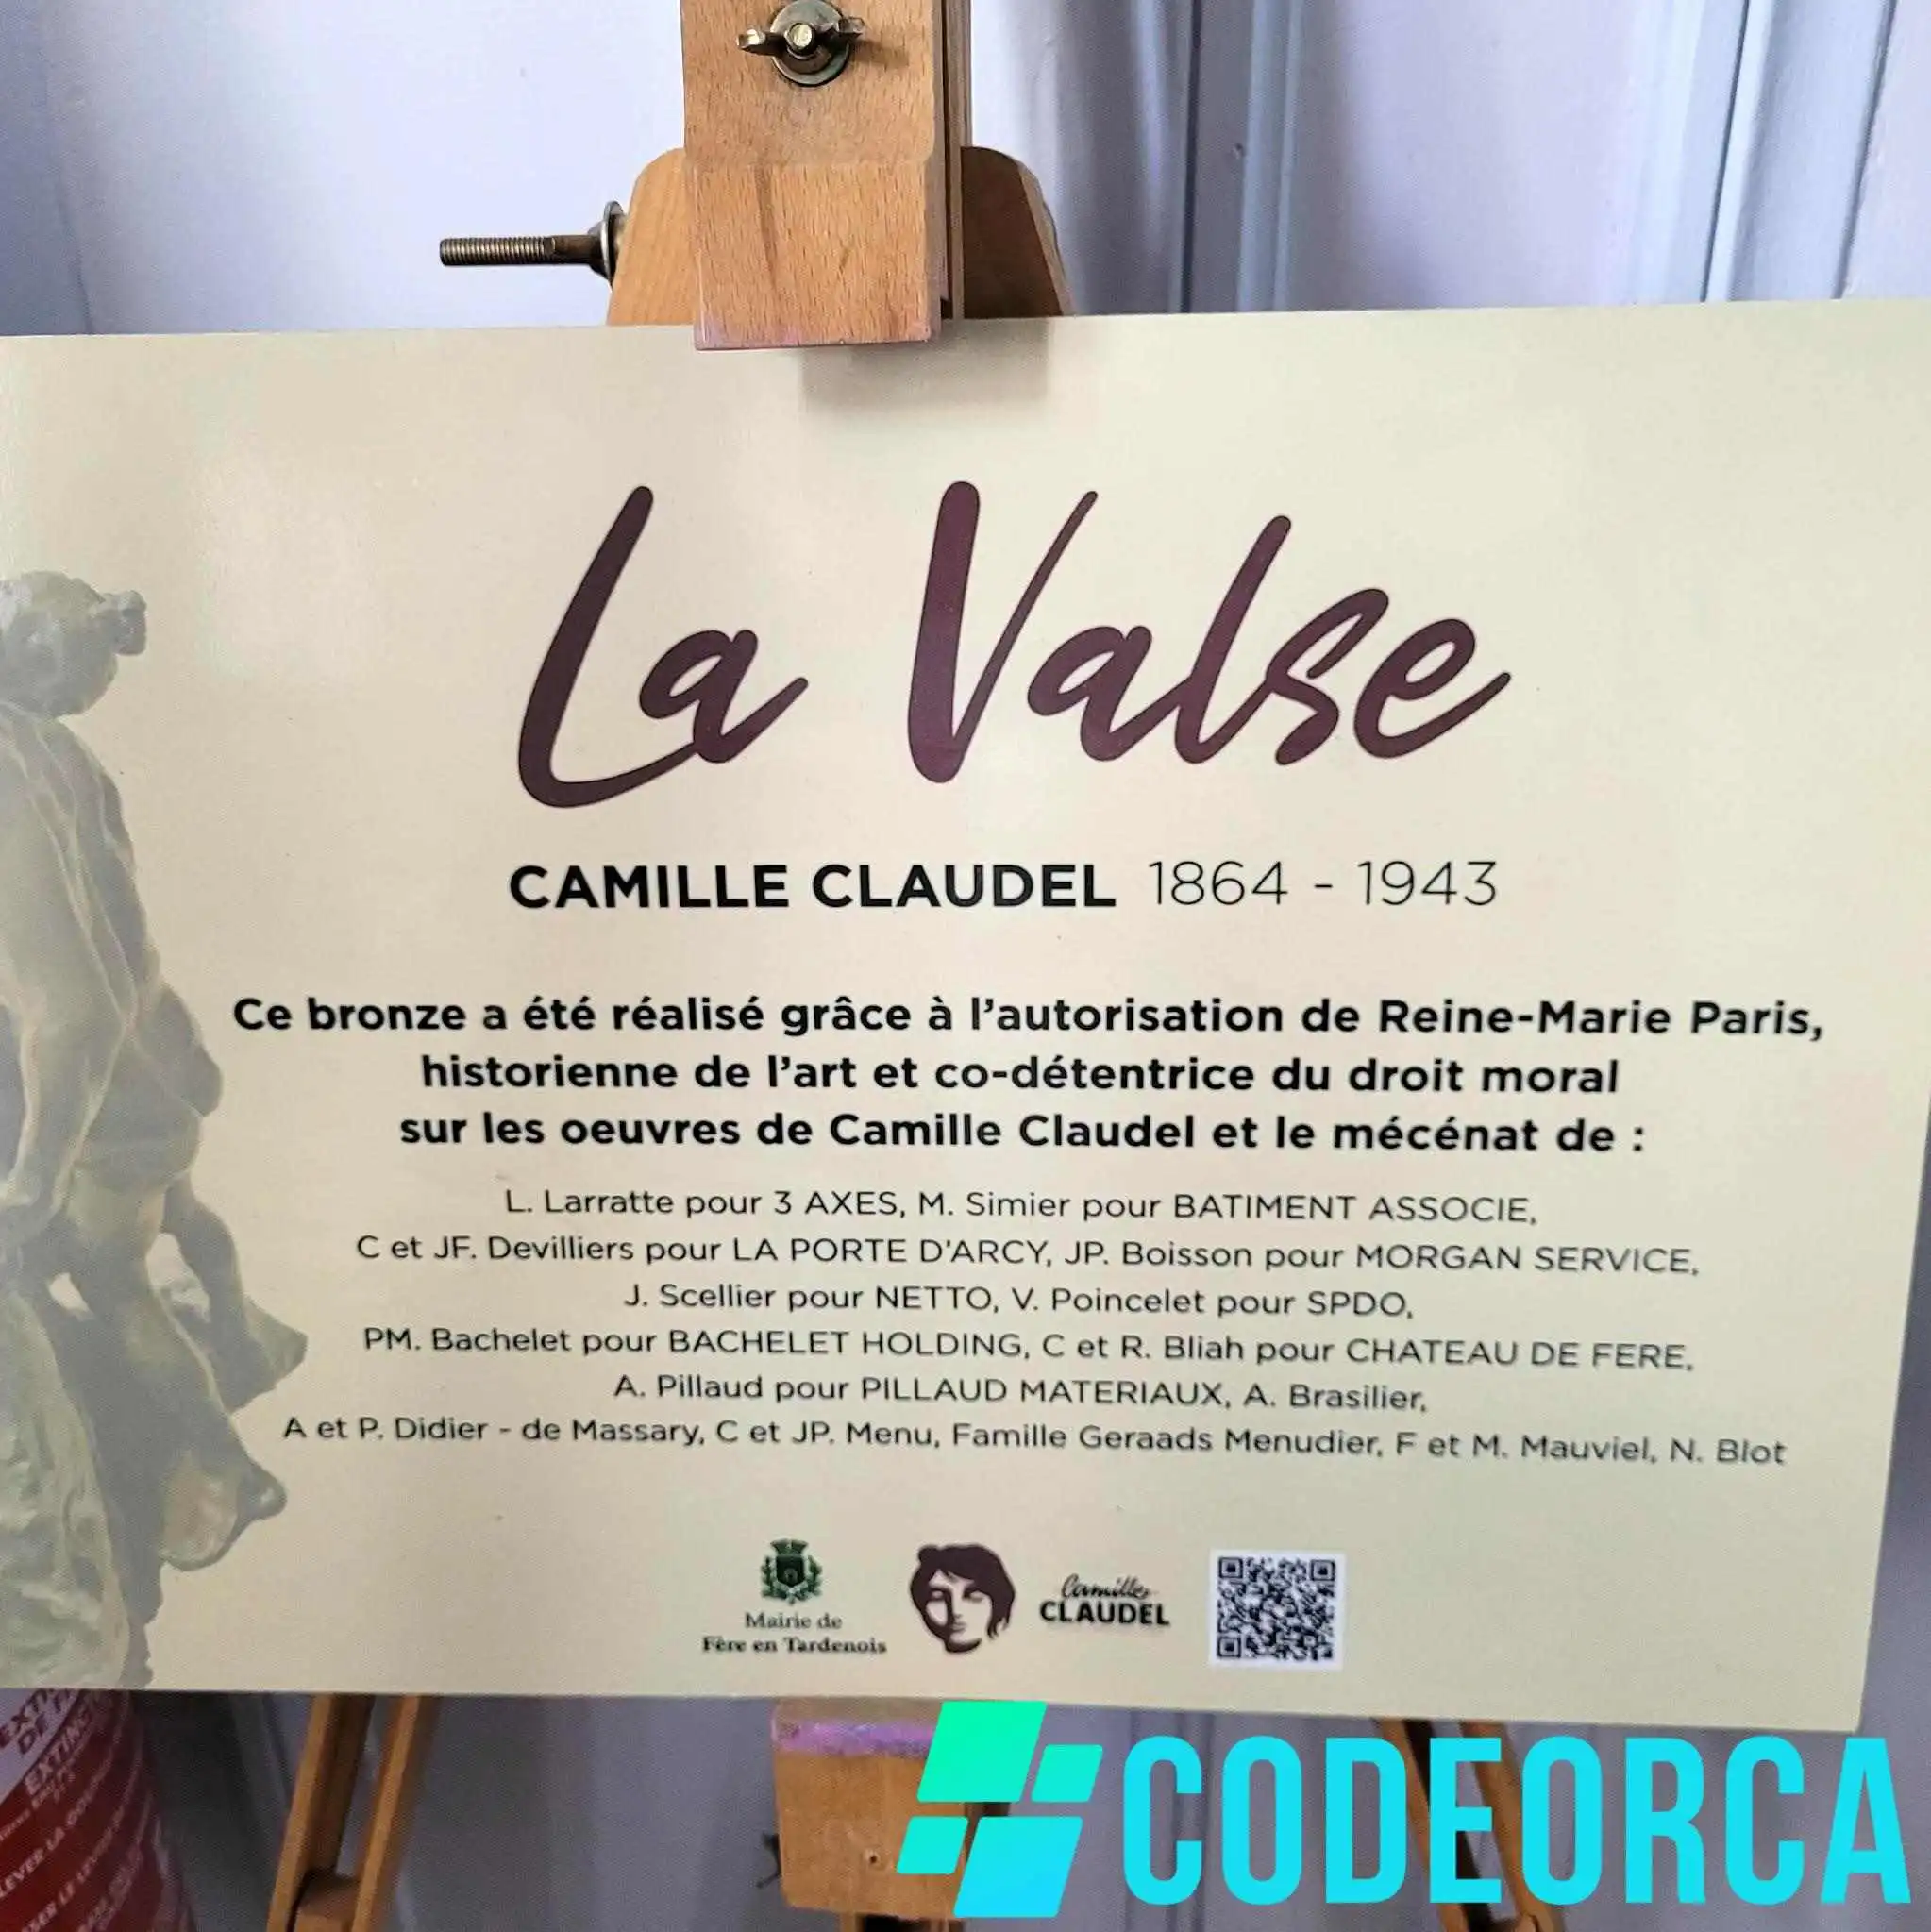 La Valse
CAMILLE CLAUDEL 1864 - 1943
Ce bronze a été réalisé grâce à l'autorisation de Reine-Marie Paris,
historienne de l'art et co-détentrice du droit moral
sur les oeuvres de Camille Claudel et le mécénat de :
L. Larratte pour 3 AXES, M. Simier pour BATIMENT ASSOCIE,
C et JF. Devilliers pour LA PORTE D'ARCY, JP. Boisson pour MORGAN SERVICE,
J. Scellier pour NETTO, V. Poincelet pour SPDO,
PM. Bachelet pour BACHELET HOLDING, C et R. Bliah pour CHATEAU DE FERE,
A. Pillaud pour PILLAUD MATERIAUX, A. Brasilier,
A et P. Didier - de Massary, C et JP. Menu, Famille Geraads Menudier, F et M. Mauviel, N. Blot
Mairie de
Fère en Tardenois
Camille
CLAUDEL
CODEORCA